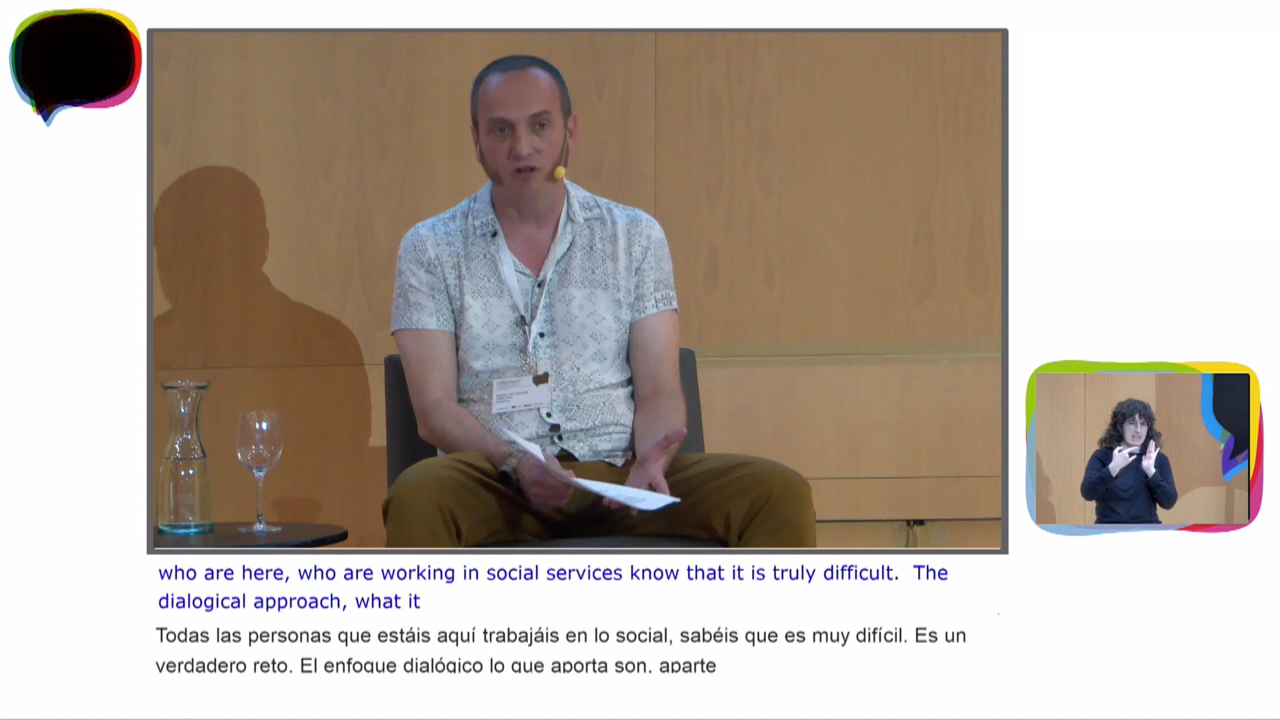 who are here, who are working in social services know that it is truly difficult.  The
dialogical approach, what it
Todas las personas que estáis aquí trabajáis en lo social, sabéis que es muy difícil. Es un
verdadero reto. El enfoque dialógico lo que aporta son, aparte